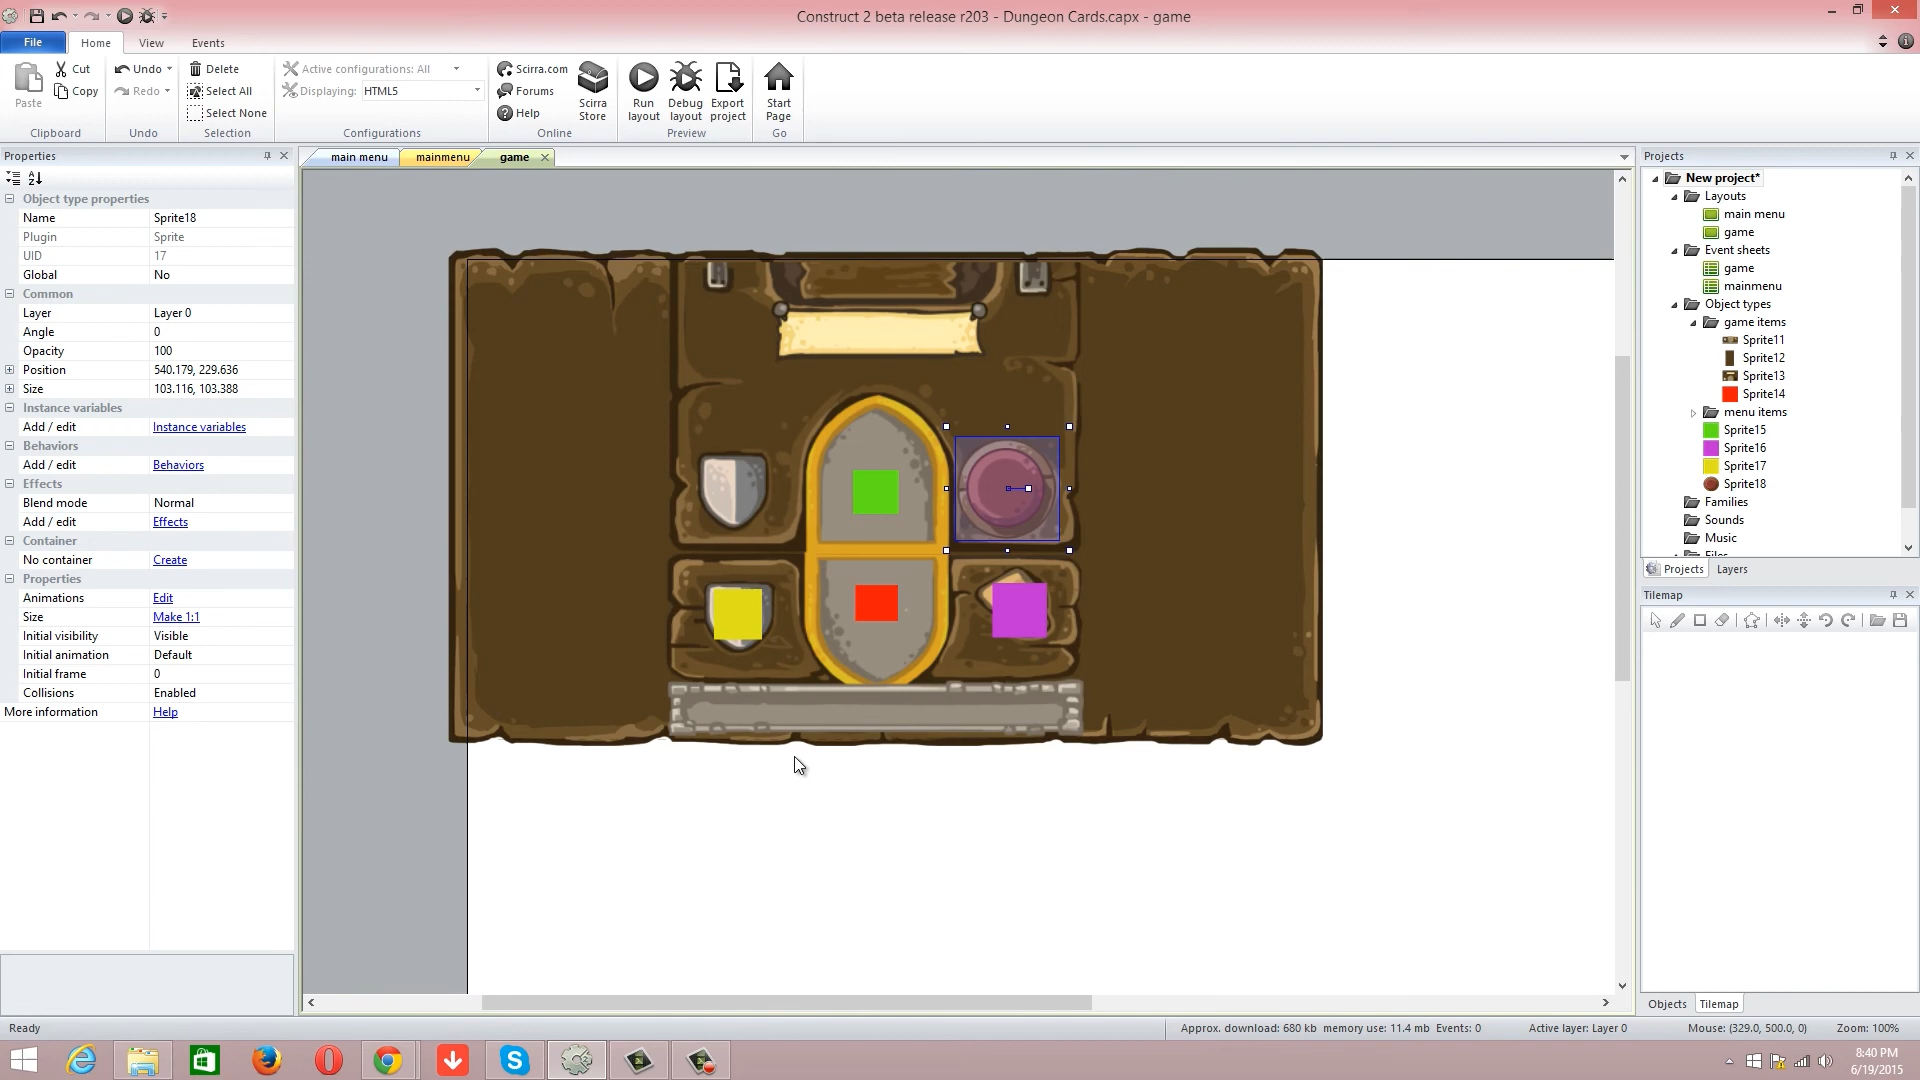 Construct 2 beta release r203 - Dungeon Cards.capx - game
File
Home
View
Events
Paste
Cut
Copy
Clipboard
Undo
Redo
Undo
Delete
Select All
Select None
Selection
Active configurations: All
Displaying: HTML5
Configurations
Scirra.com
Forums
Help
Scirra Store
Online
Run layout
Debug layout
Export project
Preview
Start Page
Go
Properties
Object type properties
Name Sprite18
Plugin Sprite
UID 17
Global No
Common
Layer Layer 0
Angle 0
Opacity 100
Position 540.179, 229.636
Size 103.116, 103.388
Instance variables
Add / edit Instance variables
Behaviors
Add / edit Behaviors
Effects
Blend mode Normal
Add / edit Effects
Container
No container Create
Properties
Animations Edit
Size Make 1:1
Initial visibility Visible
Initial animation Default
Initial frame 0
Collisions Enabled
More information Help
main menu
mainmenu
game
Projects
New project*
Layouts
main menu
game
Event sheets
game
mainmenu
Object types
game items
Sprite11
Sprite12
Sprite13
Sprite14
menu items
Sprite15
Sprite16
Sprite17
Sprite18
Families
Sounds
Music
Files
Projects
Layers
Tilemap
Objects
Tilemap
Ready
Approx. download: 680 kb memory use: 11.4 mb Events: 0
Active layer: Layer 0
Mouse: (329.0, 500.0, 0)
Zoom: 100%
8:40 PM
6/19/2015